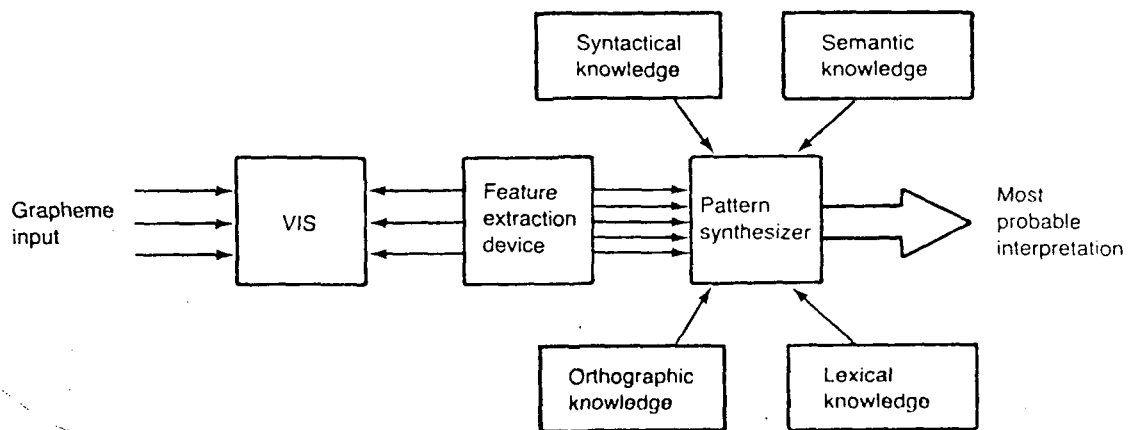 Syntactical
knowledge
Semantic
knowledge
Grapheme
input
VIS
Feature
extraction
device
Pattern
synthesizer
Most
probable
interpretation
Orthographic
knowledge
Lexical
knowledge